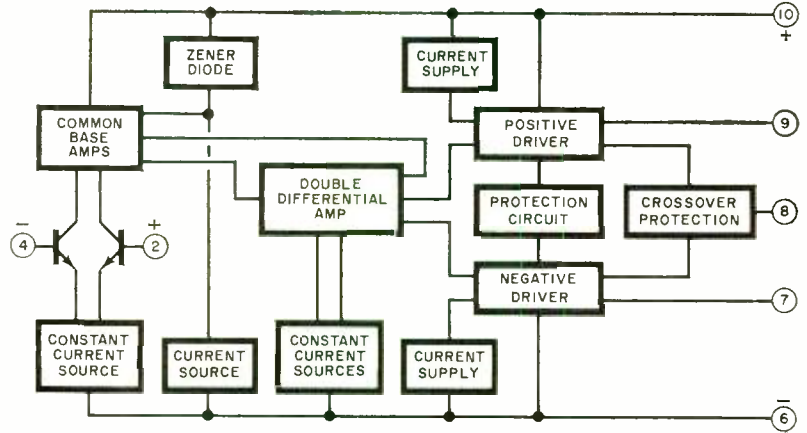 10
+
ZENER
DIODE
CURRENT
SUPPLY
COMMON
BASE
AMPS
POSITIVE
DRIVER
9
DOUBLE
DIFFERENTIAL
AMP
PROTECTION
CIRCUIT
CROSSOVER
PROTECTION
8
−
4
+
2
NEGATIVE
DRIVER
7
CONSTANT
CURRENT
SOURCE
CURRENT
SOURCE
CONSTANT
CURRENT
SOURCES
CURRENT
SUPPLY
−
6